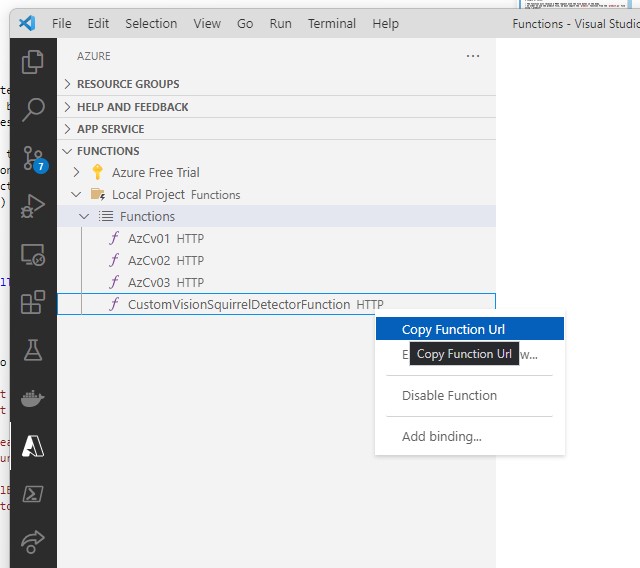 File Edit Selection View Go Run Terminal Help Functions - Visual Studio
AZURE
RESOURCE GROUPS
HELP AND FEEDBACK
APP SERVICE
FUNCTIONS
Azure Free Trial
Local Project Functions
Functions
AzCv01 HTTP
AzCv02 HTTP
AzCv03 HTTP
CustomVisionSquirrelDetectorFunction HTTP
Copy Function Url
Copy Function Url
Disable Function
Add binding...
7